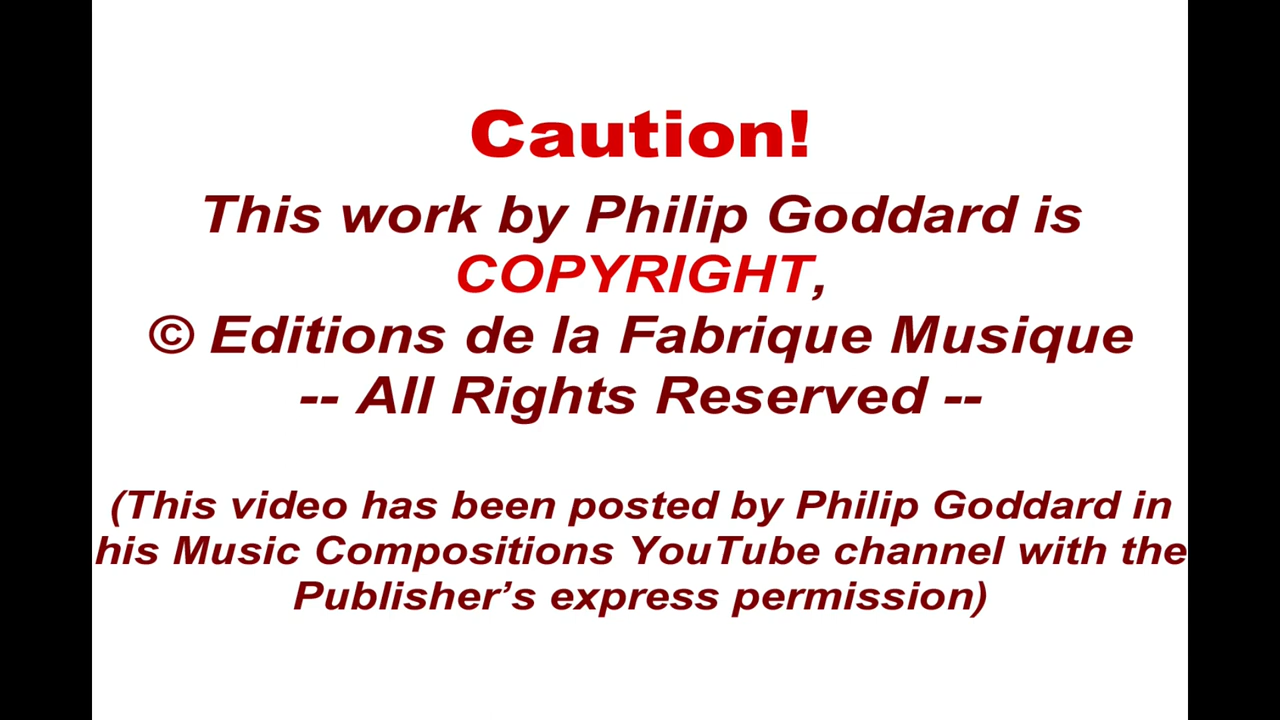 Caution!
This work by Philip Goddard is
COPYRIGHT,
© Editions de la Fabrique Musique
-- All Rights Reserved --
(This video has been posted by Philip Goddard in
his Music Compositions YouTube channel with the
Publisher’s express permission)